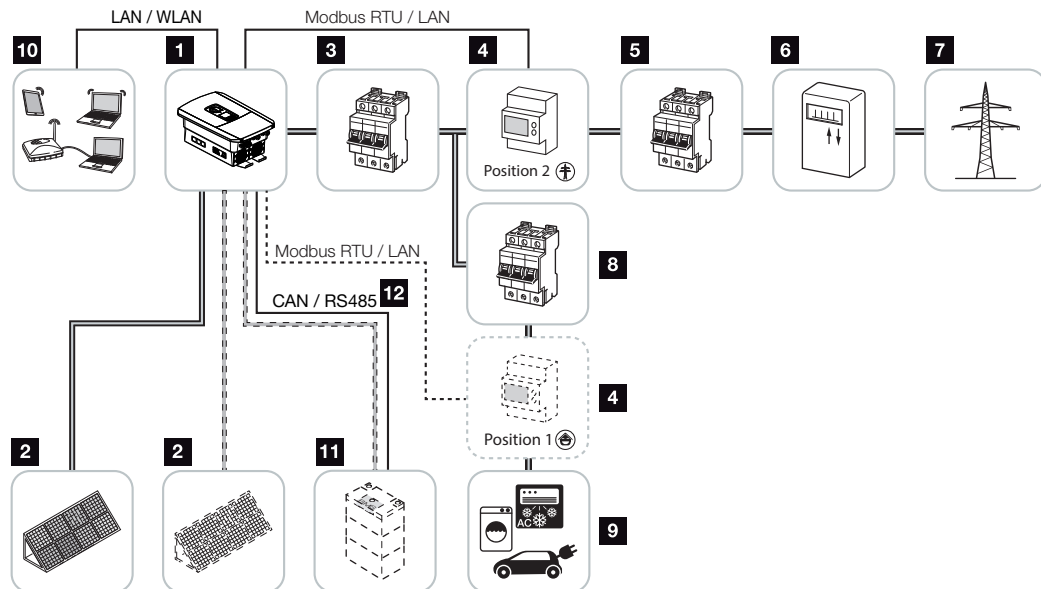 LAN / WLAN
Modbus RTU / LAN
10
1
3
4
5
6
7
Position 2
Modbus RTU / LAN
8
CAN / RS485
12
4
Position 1
2
2
11
9
AC